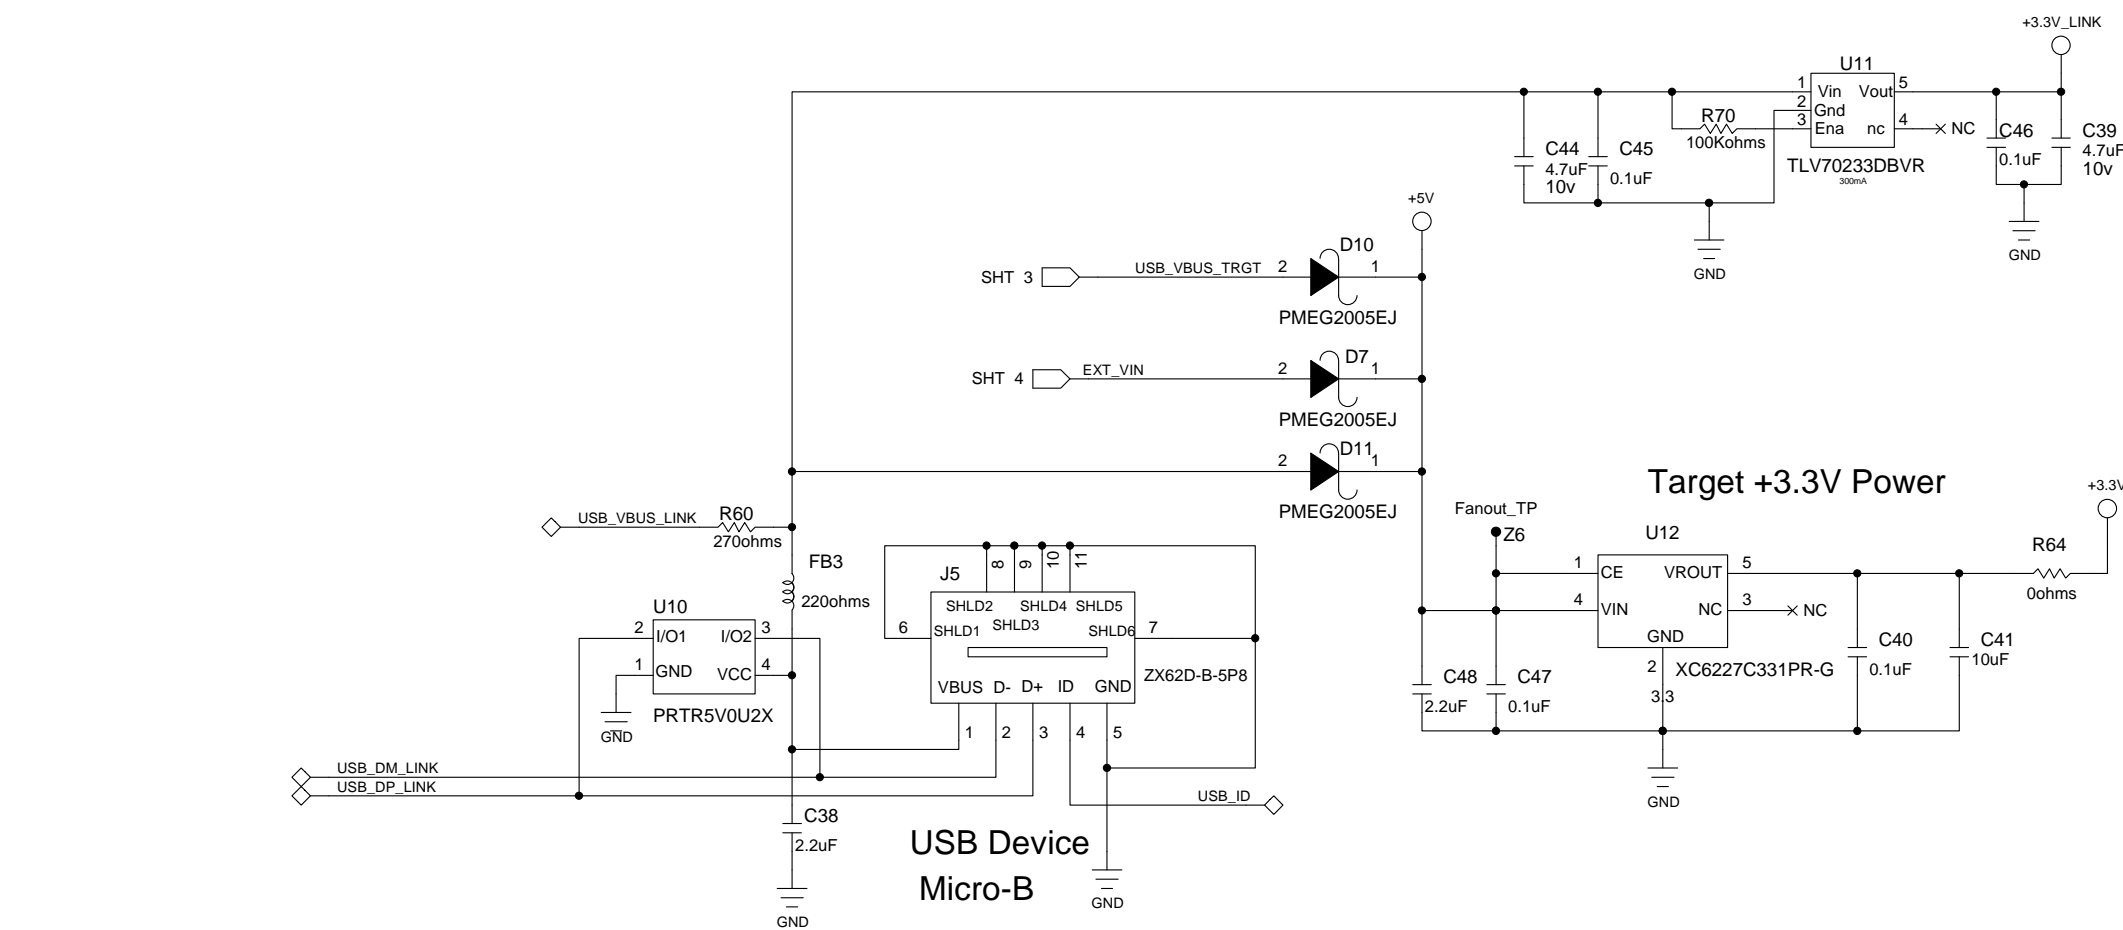 +3.3V_LINK
U11
1 Vin Vout 5
2 Gnd
3 Ena nc 4 NC
R70
100Kohms
TLV70233DBVR
300mA
C44
4.7uF
10v
C45
0.1uF
C46
0.1uF
C39
4.7uF
10v
GND
GND
+5V
D10
SHT 3 USB_VBUS_TRGT 2 1
PMEG2005EJ
D7
SHT 4 EXT_VIN 2 1
PMEG2005EJ
D11
2 1
PMEG2005EJ
Target +3.3V Power
+3.3V
Fanout_TP
Z6
U12
1 CE VROUT 5
4 VIN NC 3 NC
GND
2
3.3
XC6227C331PR-G
R64
0ohms
C48
2.2uF
C47
0.1uF
C40
0.1uF
C41
10uF
GND
USB_VBUS_LINK R60
270ohms
FB3
220ohms
U10
2 I/O1 I/O2 3
1 GND VCC 4
PRTR5V0U2X
GND
J5
8 9 10 11
SHLD2 SHLD4 SHLD5
SHLD3
6 SHLD1 SHLD6 7
ZX62D-B-5P8
VBUS D- D+ ID GND
1 2 3 4 5
USB_DM_LINK
USB_DP_LINK
USB_ID
C38
2.2uF
GND
USB Device
Micro-B
GND